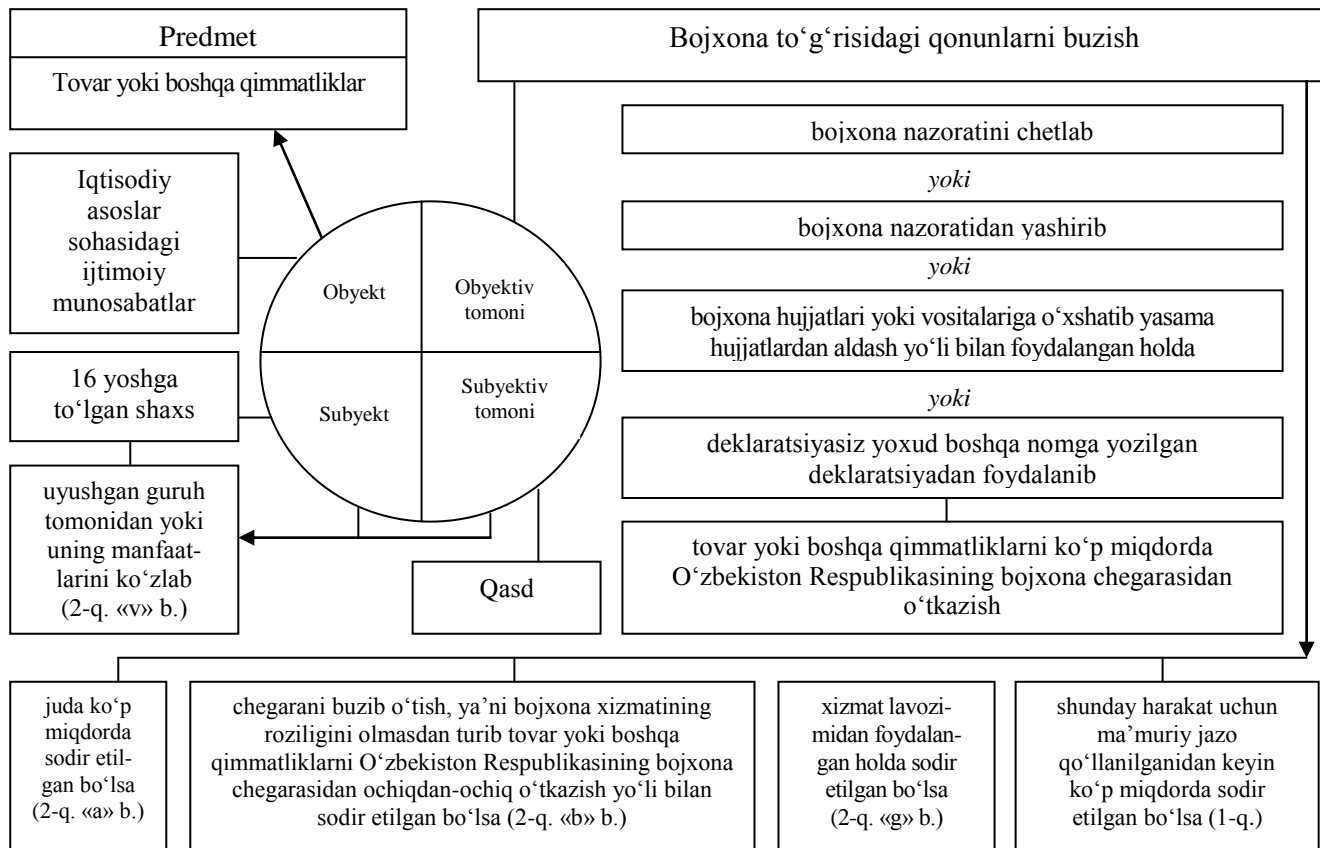 Predmet
Tovar yoki boshqa qimmatliklar
Bojxona to‘g‘risidagi qonunlarni buzish
bojxona nazoratini chetlab
yoki
bojxona nazoratidan yashirib
yoki
bojxona hujjatlari yoki vositalariga o‘xshatib yasama
hujjatlardan aldash yo‘li bilan foydalangan holda
yoki
deklaratsiyasiz yoxud boshqa nomga yozilgan
deklaratsiyadan foydalanib
tovar yoki boshqa qimmatliklarni ko‘p miqdorda
O‘zbekiston Respublikasining bojxona chegarasidan
o‘tkazish
Iqtisodiy
asoslar
sohasidagi
ijtimoiy
munosabatlar
Obyekt
Obyektiv
tomoni
16 yoshga
to‘lgan shaxs
Subyekt
Subyektiv
tomoni
uyushgan guruh
tomonidan yoki
uning manfaat-
larini ko‘zlab
(2-q. «v» b.)
Qasd
juda ko‘p
miqdorda
sodir etil-
gan bo‘lsa
(2-q. «a» b.)
chegarani buzib o‘tish, ya’ni bojxona xizmatining
roziligini olmasdan turib tovar yoki boshqa
qimmatliklarni O‘zbekiston Respublikasining bojxona
chegarasidan ochiqdan-ochiq o‘tkazish yo‘li bilan
sodir etilgan bo‘lsa (2-q. «b» b.)
xizmat lavozi-
midan foydalan-
gan holda sodir
etilgan bo‘lsa
(2-q. «g» b.)
shunday harakat uchun
ma’muriy jazo
qo‘llanilganidan keyin
ko‘p miqdorda sodir
etilgan bo‘lsa (1-q.)